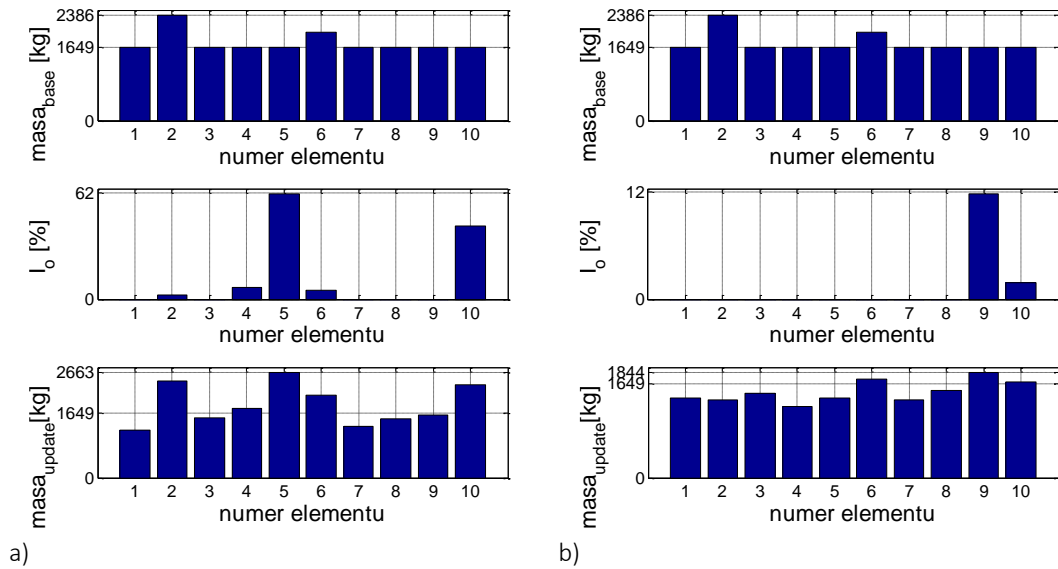 2386
1649
0
masa_base [kg]
1 2 3 4 5 6 7 8 9 10
numer elementu
62
0
I_o [%]
1 2 3 4 5 6 7 8 9 10
numer elementu
2663
1649
0
masa_update[kg]
1 2 3 4 5 6 7 8 9 10
numer elementu
a)
2386
1649
0
masa_base [kg]
1 2 3 4 5 6 7 8 9 10
numer elementu
12
0
I_o [%]
1 2 3 4 5 6 7 8 9 10
numer elementu
1844
1649
0
masa_update[kg]
1 2 3 4 5 6 7 8 9 10
numer elementu
b)